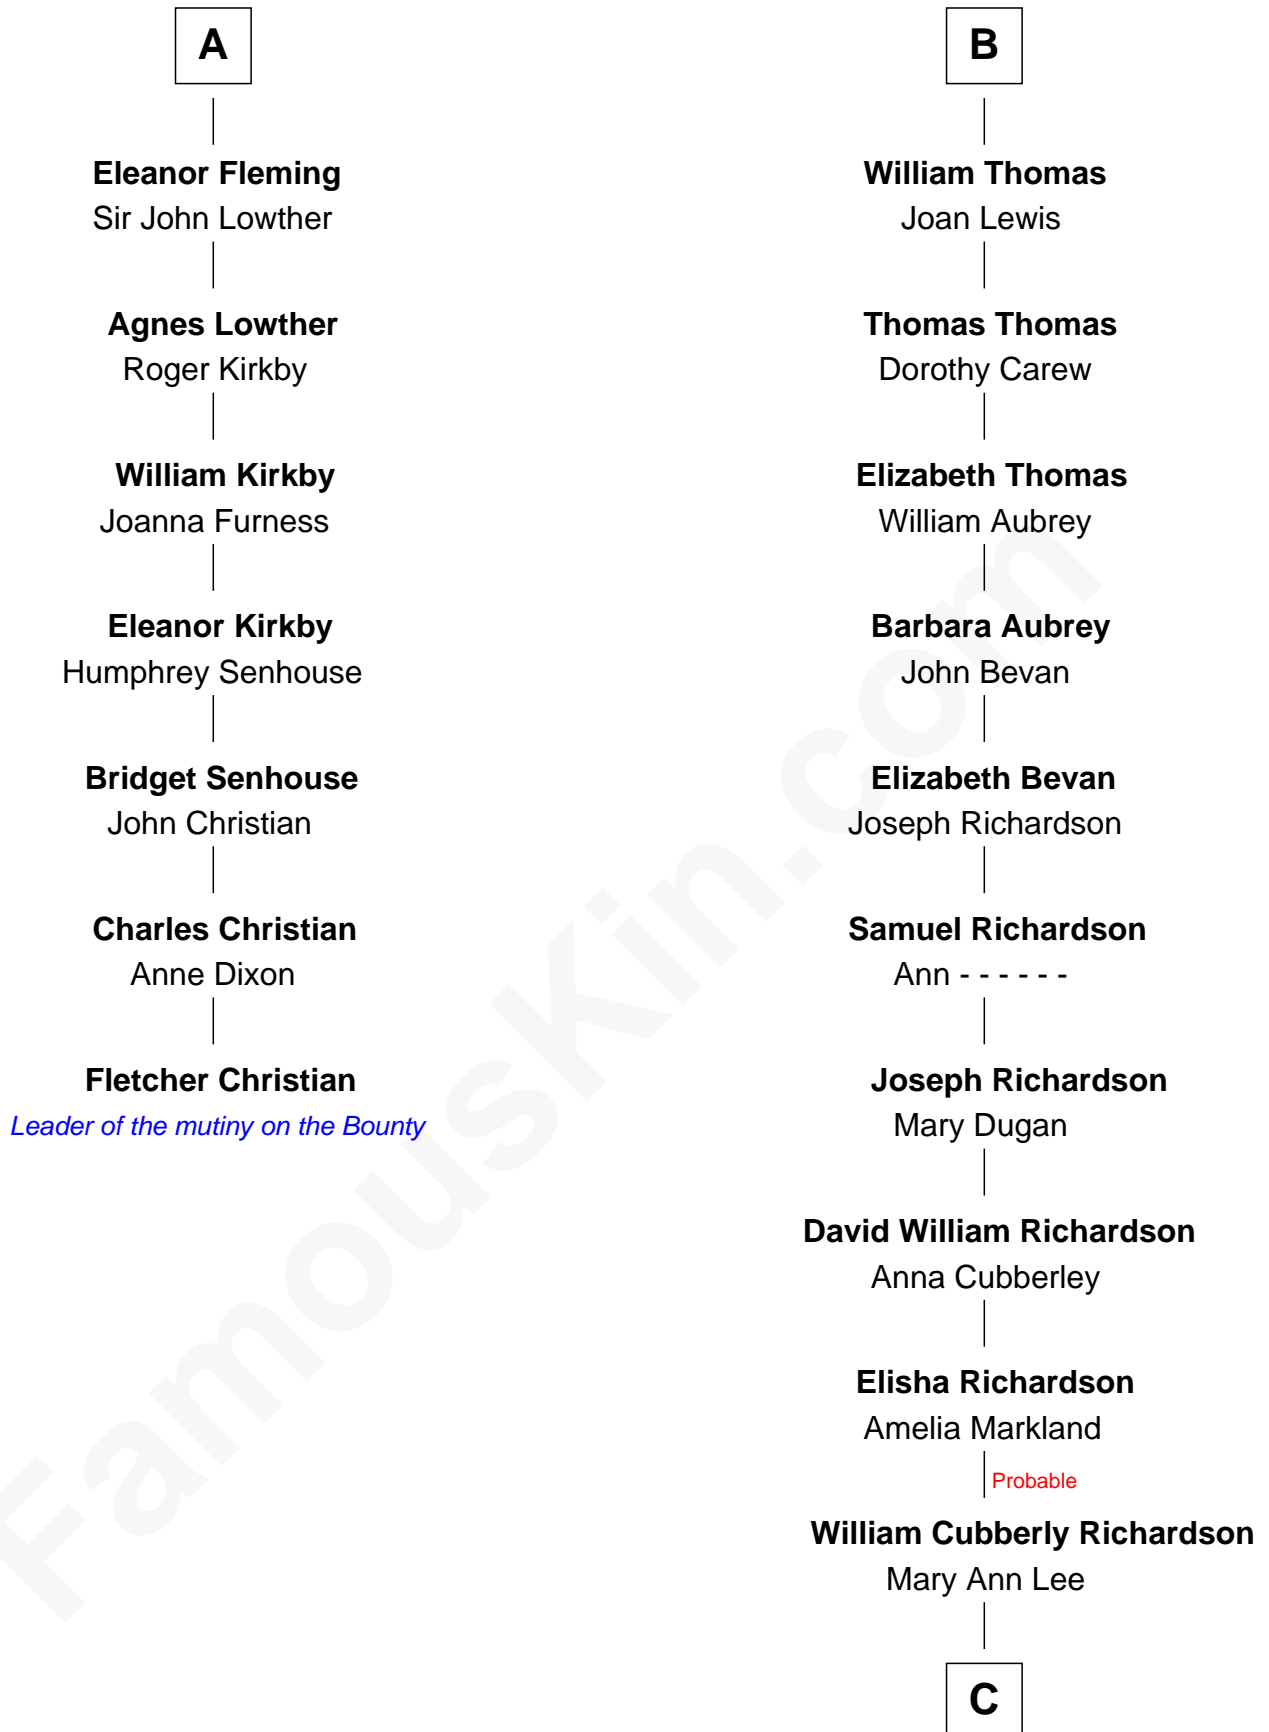 A
Eleanor Fleming
Sir John Lowther
Agnes Lowther
Roger Kirkby
William Kirkby
Joanna Furness
Eleanor Kirkby
Humphrey Senhouse
Bridget Senhouse
John Christian
Charles Christian
Anne Dixon
Fletcher Christian
Leader of the mutiny on the Bounty
B
William Thomas
Joan Lewis
Thomas Thomas
Dorothy Carew
Elizabeth Thomas
William Aubrey
Barbara Aubrey
John Bevan
Elizabeth Bevan
Joseph Richardson
Samuel Richardson
Ann - - - - - -
Joseph Richardson
Mary Dugan
David William Richardson
Anna Cubberley
Elisha Richardson
Amelia Markland
Probable
William Cubberly Richardson
Mary Ann Lee
C
FamousKin.com